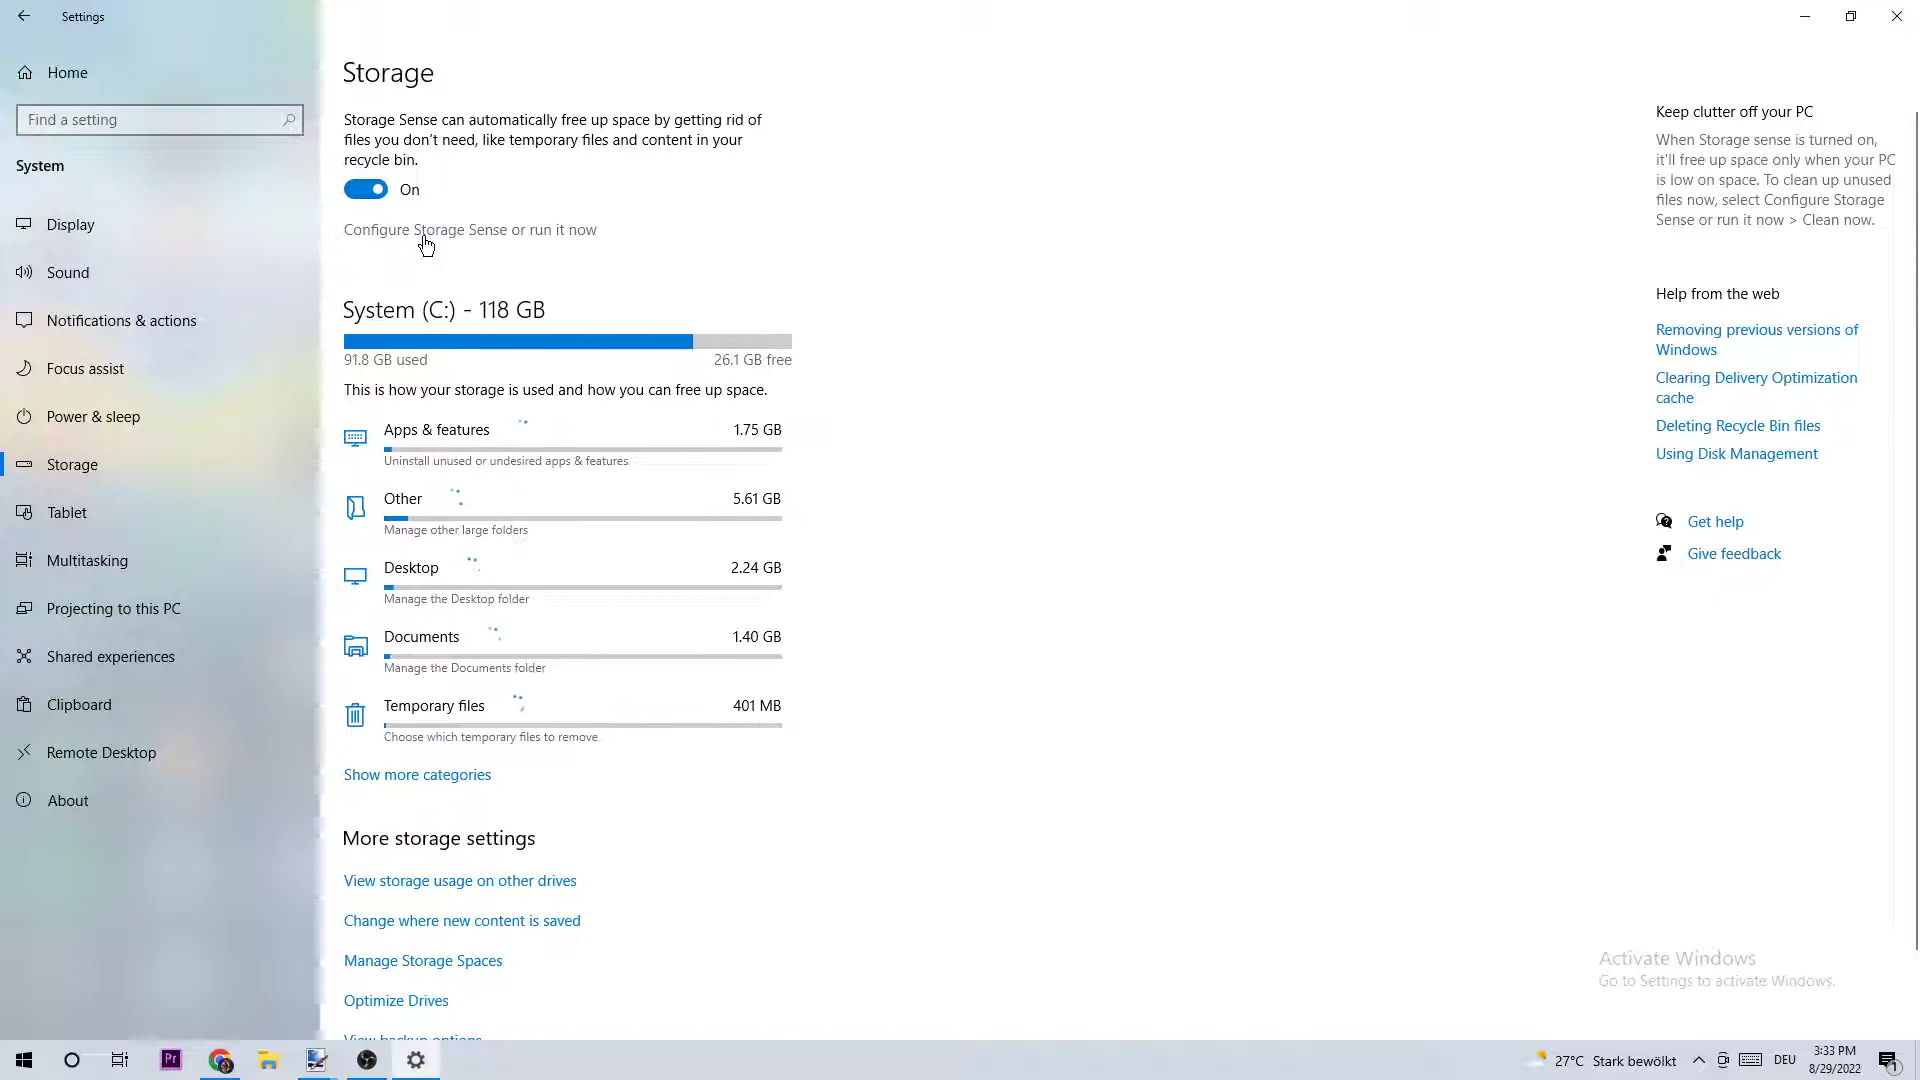 Settings
Home
Find a setting
System
Display
Sound
Notifications & actions
Focus assist
Power & sleep
Storage
Tablet
Multitasking
Projecting to this PC
Shared experiences
Clipboard
Remote Desktop
About
Storage
Storage Sense can automatically free up space by getting rid of
files you don't need, like temporary files and content in your
recycle bin.
On
Configure Storage Sense or run it now
System (C:) - 118 GB
91.8 GB used 26.1 GB free
This is how your storage is used and how you can free up space.
Apps & features 1.75 GB
Uninstall unused or undesired apps & features
Other 5.61 GB
Manage other large folders
Desktop 2.24 GB
Manage the Desktop folder
Documents 1.40 GB
Manage the Documents folder
Temporary files 401 MB
Choose which temporary files to remove.
Show more categories
More storage settings
View storage usage on other drives
Change where new content is saved
Manage Storage Spaces
Optimize Drives
View backup options
Keep clutter off your PC
When Storage sense is turned on,
it'll free up space only when your PC
is low on space. To clean up unused
files now, select Configure Storage
Sense or run it now > Clean now.
Help from the web
Removing previous versions of
Windows
Clearing Delivery Optimization
cache
Deleting Recycle Bin files
Using Disk Management
Get help
Give feedback
Activate Windows
Go to Settings to activate Windows.
Pr
27°C Stark bewölkt
DEU
3:33 PM
8/29/2022
1